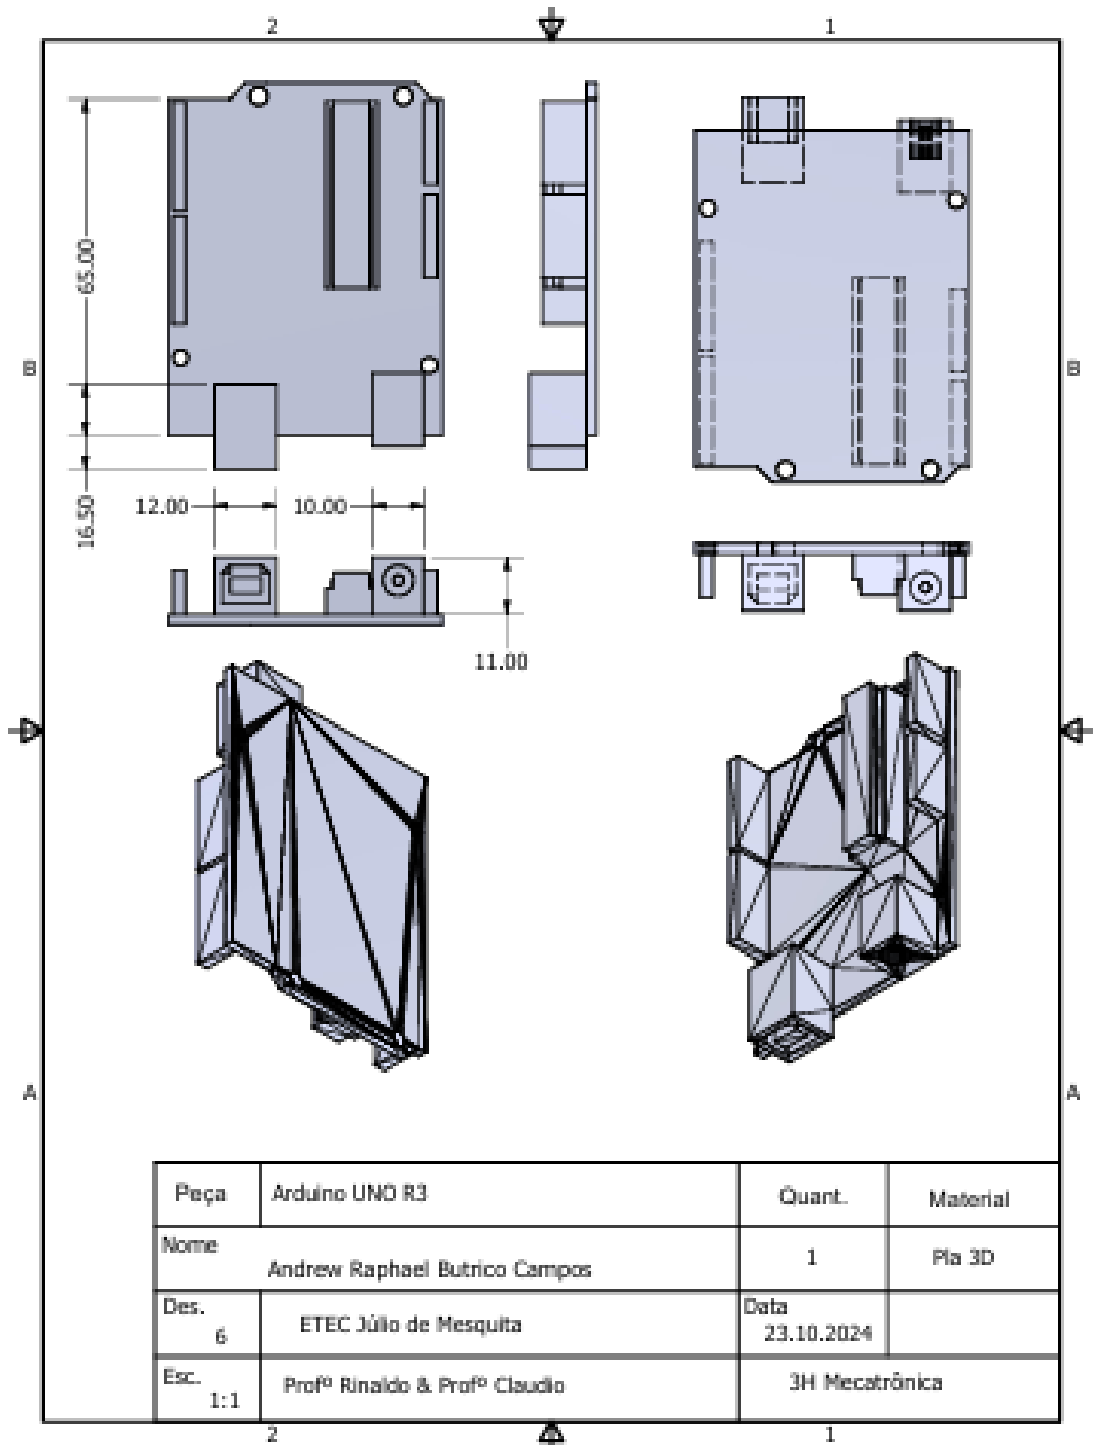 2
1
65.00
B
B
16.50
12.00
10.00
11.00
A
A
Peça
Arduino UNO R3
Quant.
Material
Nome
Andrew Raphael Butrico Campos
1
Pla 3D
Des.
6
ETEC Júlio de Mesquita
Data
23.10.2024
Esc.
1:1
Profº Rinaldo & Profº Claudio
3H Mecatrônica
2
1